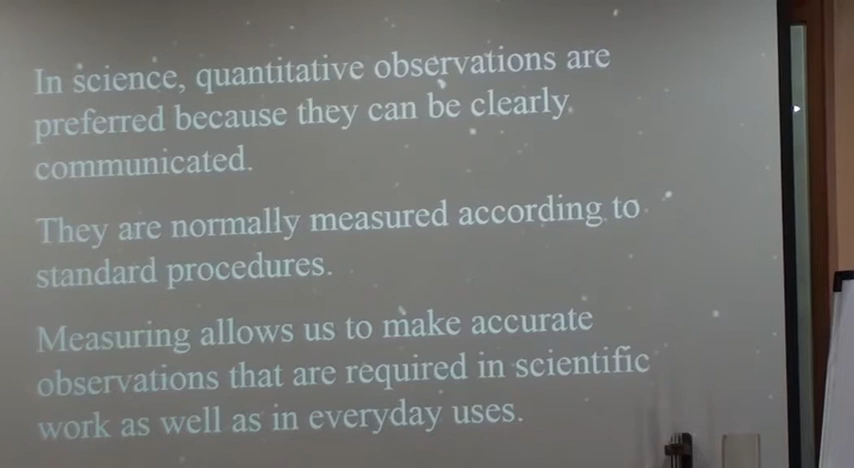 In science, quantitative observations are
preferred because they can be clearly
communicated.
They are normally measured according to
standard procedures.
Measuring allows us to make accurate
observations that are required in scientific
work as well as in everyday uses.